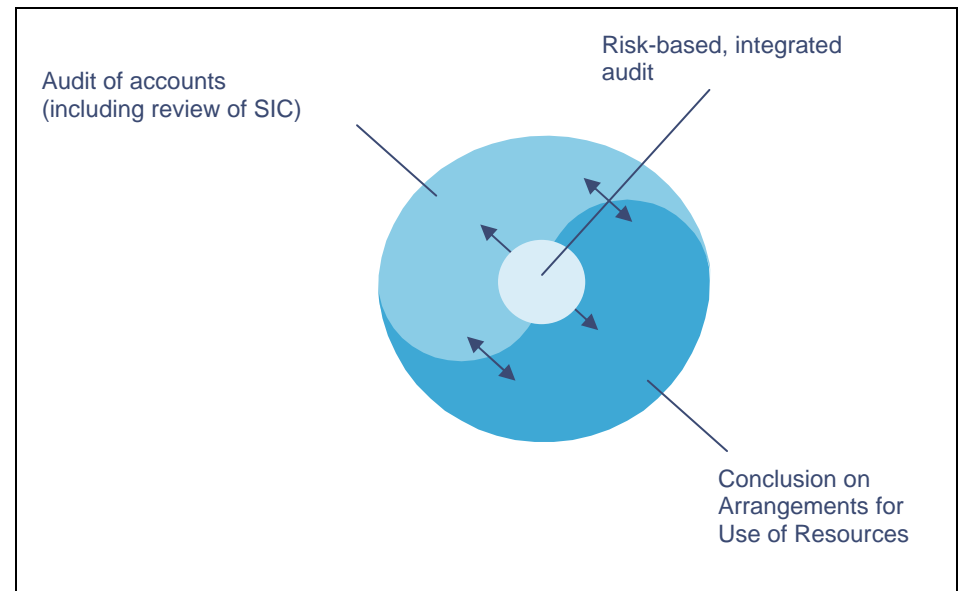 Risk-based, integrated
audit
Audit of accounts
(including review of SIC)
Conclusion on
Arrangements for
Use of Resources